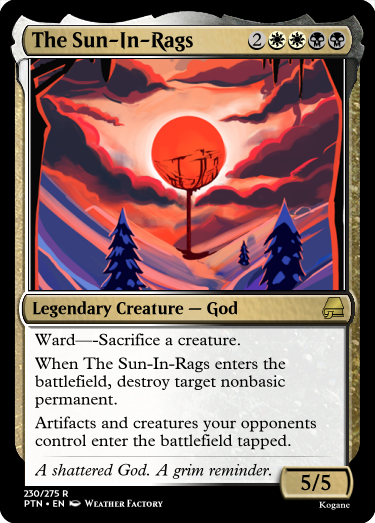 The Sun-In-Rags 2
Legendary Creature — God
Ward—-Sacrifice a creature.
When The Sun-In-Rags enters the
battlefield, destroy target nonbasic
permanent.
Artifacts and creatures your opponents
control enter the battlefield tapped.
A shattered God. A grim reminder.
5/5
230/275 R
PTN • EN Weather Factory
Kogane